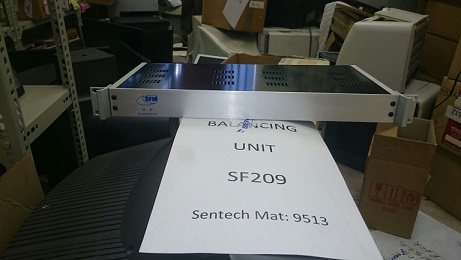 BALANCING
UNIT
SF209
Sentech Mat: 9513